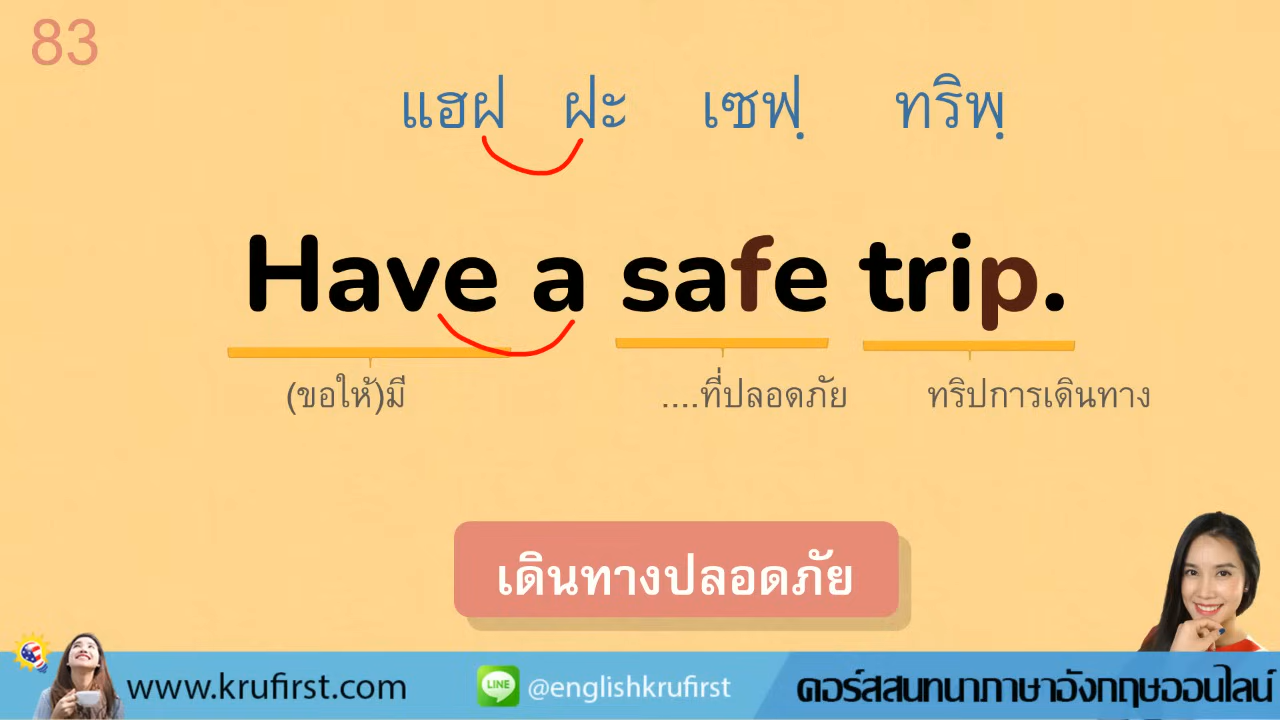 83
แฮฝ ฝะ เซฟฺ ทริพฺ
Have a safe trip.
(ขอให้)มี ....ที่ปลอดภัย ทริปการเดินทาง
เดินทางปลอดภัย
www.krufirst.com LINE @englishkrufirst คอร์สสนทนาภาษาอังกฤษออนไลน์